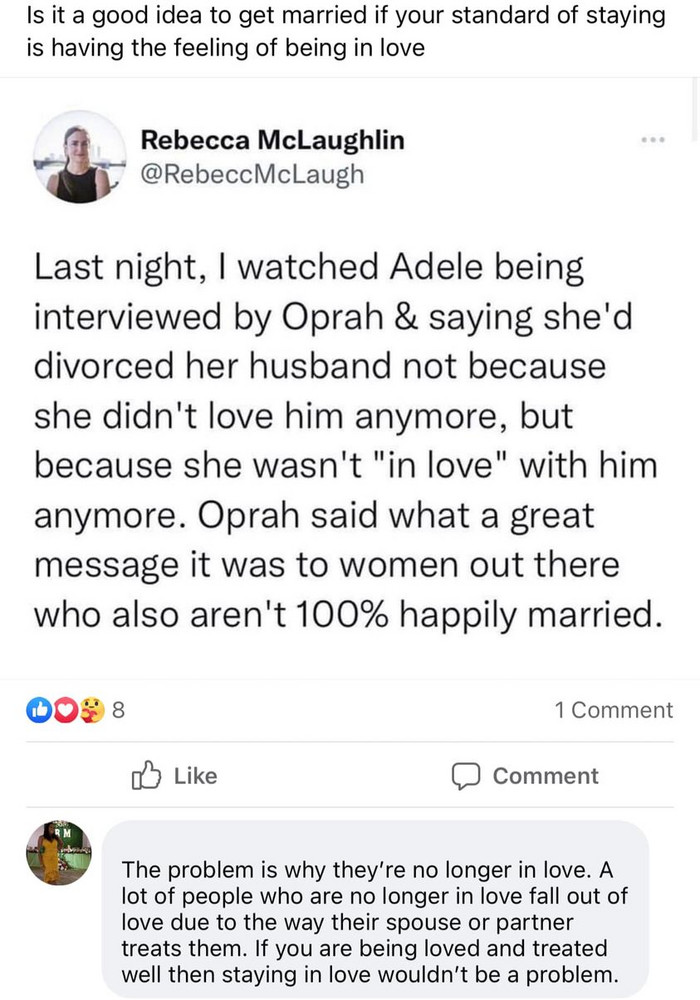 Is it a good idea to get married if your standard of staying
is having the feeling of being in love
Rebecca McLaughlin
@RebeccMcLaugh
Last night, I watched Adele being
interviewed by Oprah & saying she'd
divorced her husband not because
she didn't love him anymore, but
because she wasn't "in love" with him
anymore. Oprah said what a great
message it was to women out there
who also aren't 100% happily married.
8
1 Comment
Like
Comment
R M
The problem is why they’re no longer in love. A
lot of people who are no longer in love fall out of
love due to the way their spouse or partner
treats them. If you are being loved and treated
well then staying in love wouldn’t be a problem.